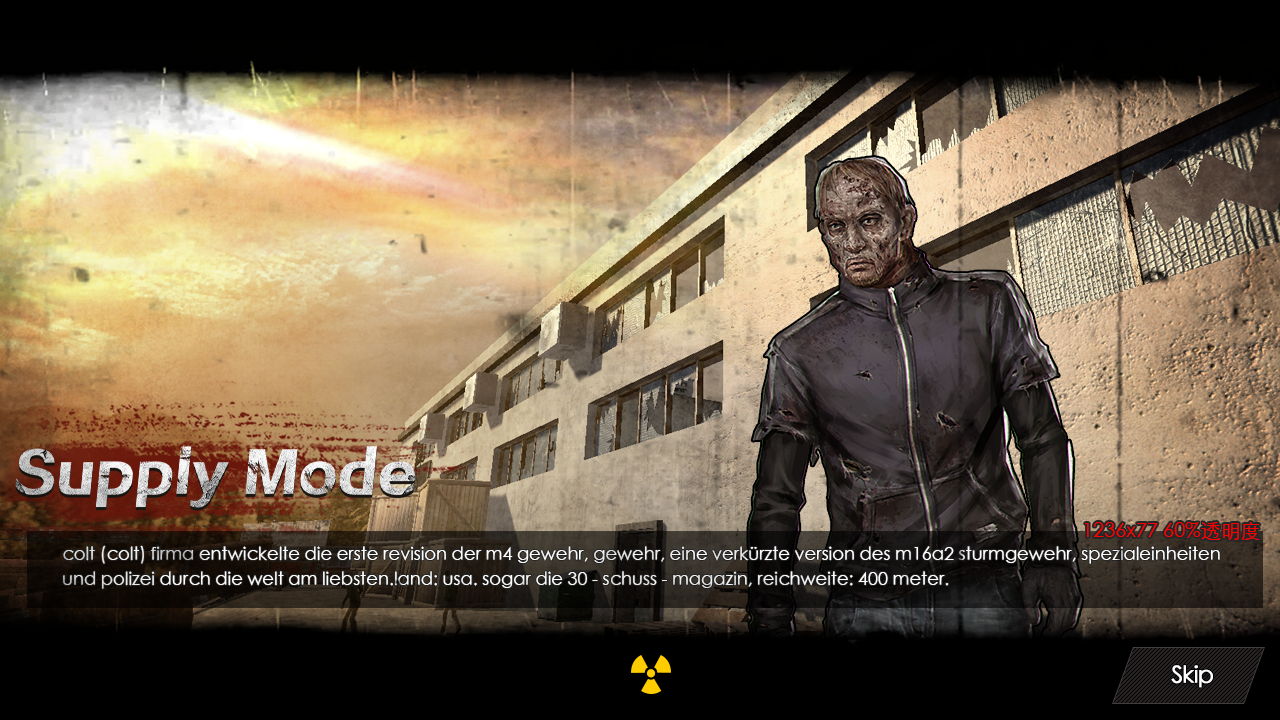 Supply Mode
1236x77 60%透明度
colt (colt) firma entwickelte die erste revision der m4 gewehr, gewehr, eine verkürzte version des m16a2 sturmgewehr, spezialeinheiten
und polizei durch die welt am liebsten.land: usa. sogar die 30 - schuss - magazin, reichweite: 400 meter.
Skip